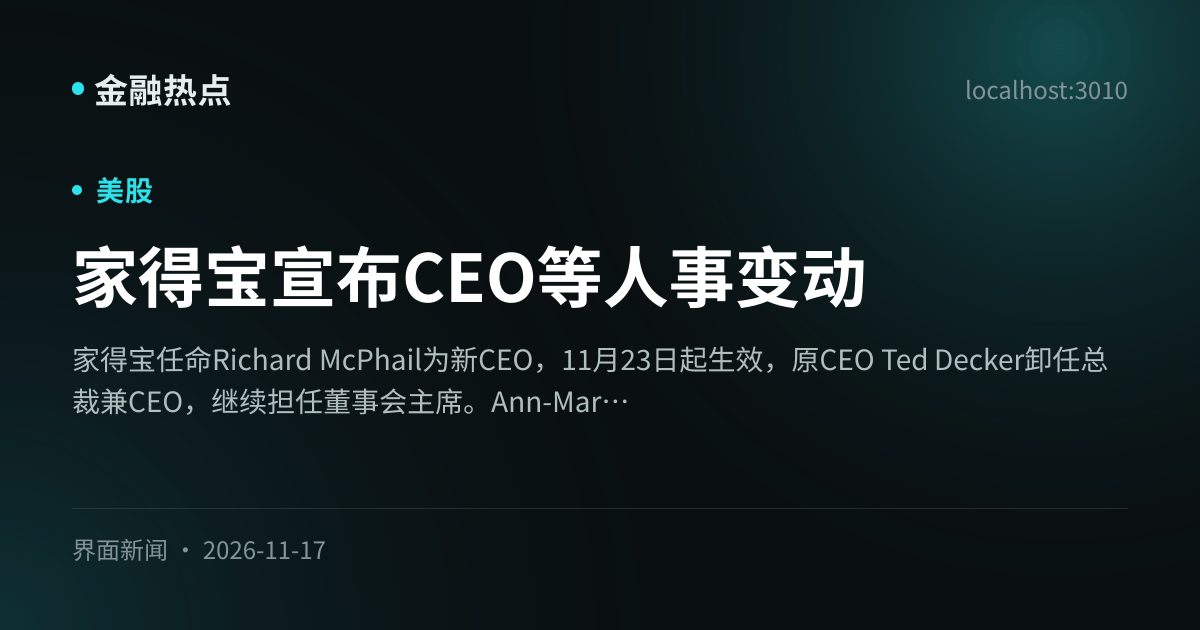 金融热点
localhost:3010
美股
家得宝宣布CEO等人事变动
家得宝任命Richard McPhail为新CEO，11月23日起生效，原CEO Ted Decker卸任总
裁兼CEO，继续担任董事会主席。Ann-Mar…
界面新闻 • 2026-11-17